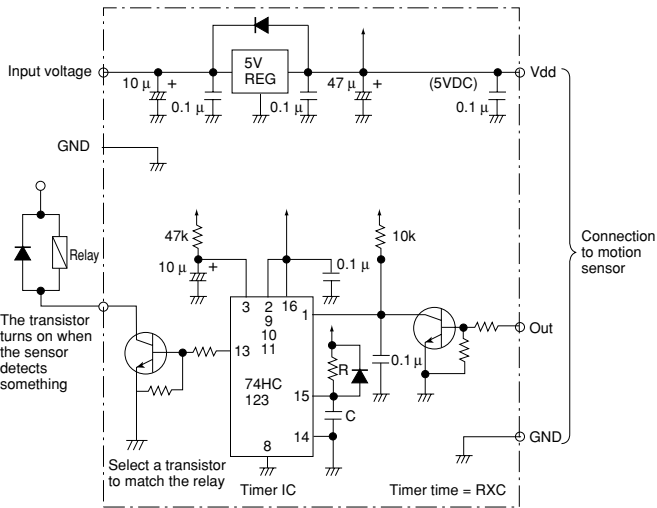 Input voltage
10 µ
+
0.1 µ
5V
REG
0.1 µ
47 µ
+
(5VDC)
0.1 µ
Vdd
GND
Relay
47k
10 µ
+
0.1 µ
10k
Connection
to motion
sensor
The transistor
turns on when
the sensor
detects
something
3
2
9
10
11
16
1
13
74HC
123
15
14
8
R
C
0.1 µ
Out
GND
Select a transistor
to match the relay
Timer IC
Timer time = RXC